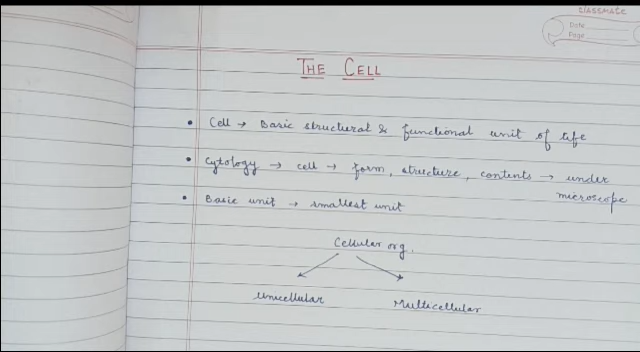 classmate
Date
Page
THE CELL
• Cell → Basic structural & functional unit of life
• Cytology → cell → form, structure, contents → under
microscope
• Basic unit → smallest unit
Cellular org.
Unicellular Multicellular